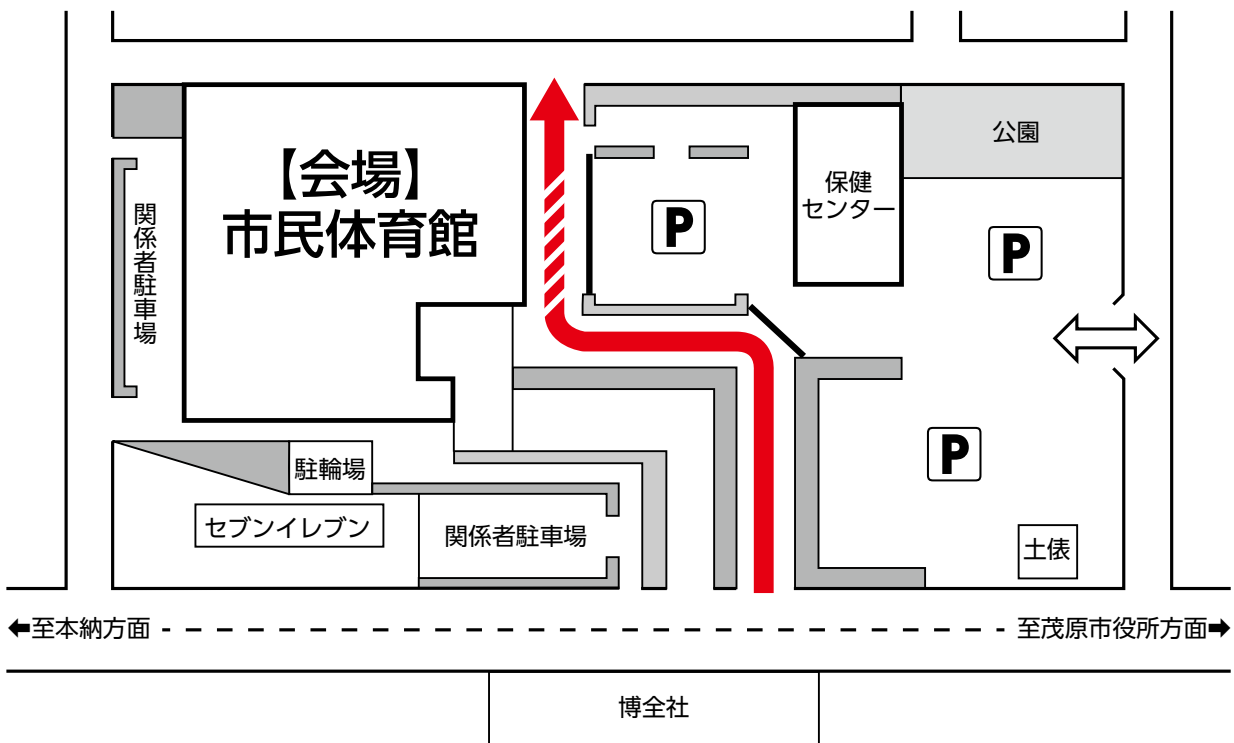 公園
【会場】
市民体育館
保健
センター
関係者駐車場
P
P
P
駐輪場
セブンイレブン
関係者駐車場
土俵
⬅至本納方面
至茂原市役所方面➡
博全社